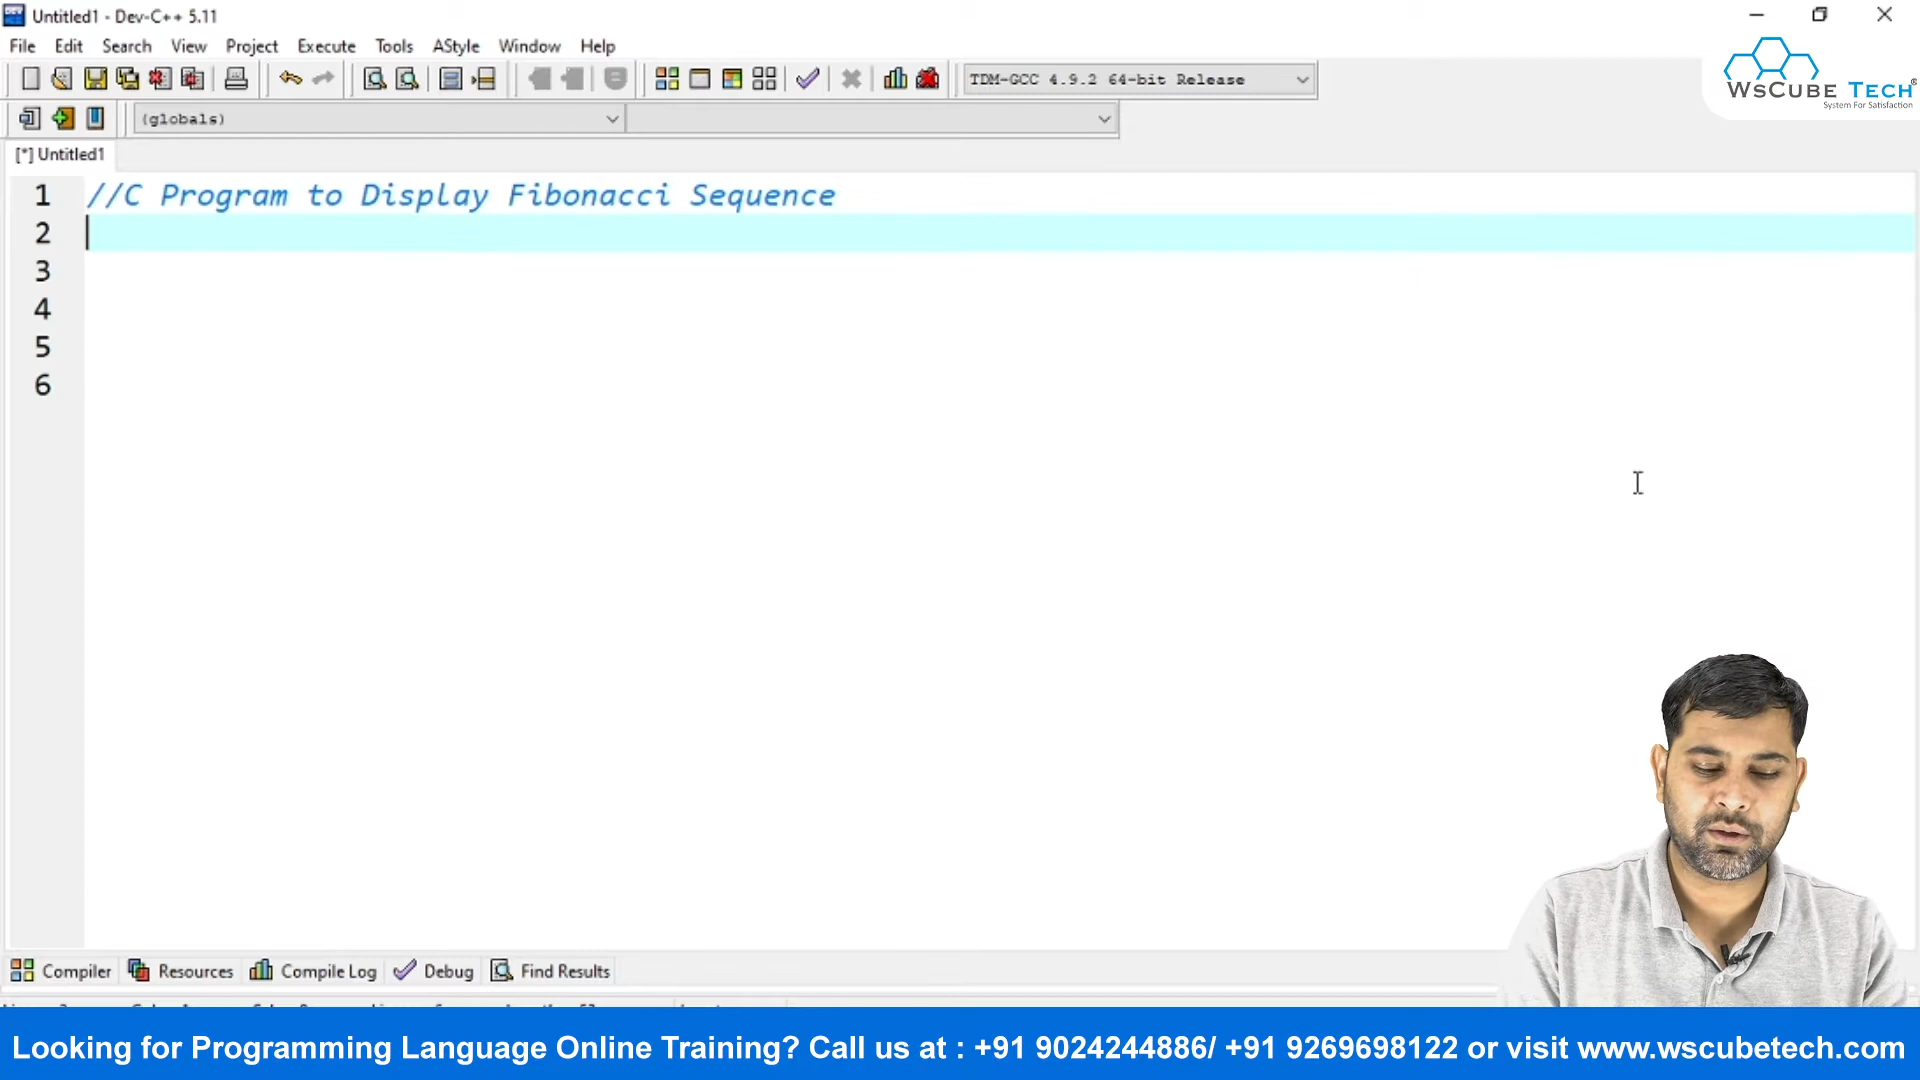 Untitled1 - Dev-C++ 5.11
File Edit Search View Project Execute Tools AStyle Window Help
TDM-GCC 4.9.2 64-bit Release
WsCube Tech
System For Satisfaction
(globals)
[*] Untitled1
1 //C Program to Display Fibonacci Sequence
2
3
4
5
6
Compiler Resources Compile Log Debug Find Results
Looking for Programming Language Online Training? Call us at : +91 9024244886/ +91 9269698122 or visit www.wscubetech.com